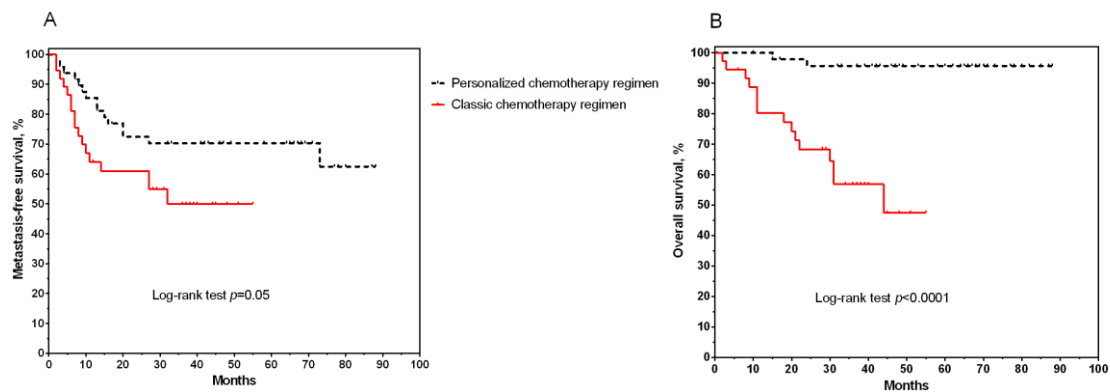 A
Metastasis-free survival, %
100
90
80
70
60
50
40
30
20
10
0
0 10 20 30 40 50 60 70 80 90 100
Months
Log-rank test p=0.05
Personalized chemotherapy regimen
Classic chemotherapy regimen
B
Overall survival, %
100
90
80
70
60
50
40
30
20
10
0
0 10 20 30 40 50 60 70 80 90 100
Months
Log-rank test p<0.0001